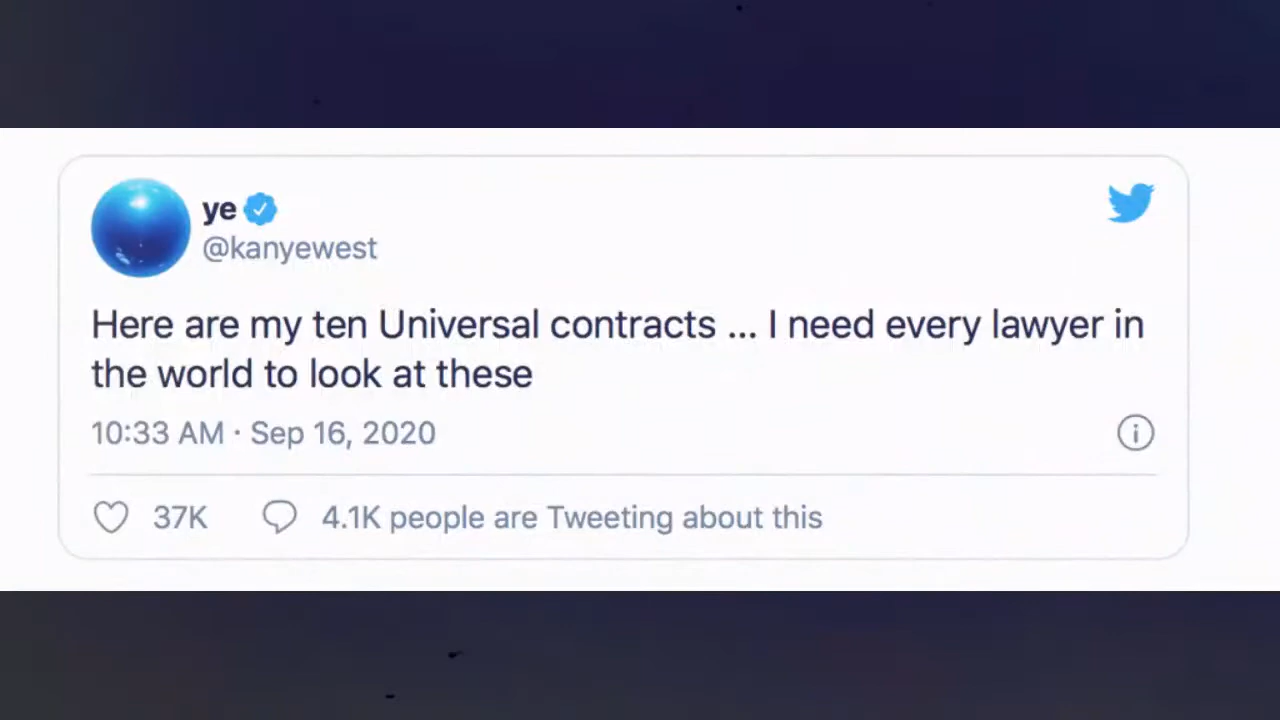 ye
@kanyewest
Here are my ten Universal contracts ... I need every lawyer in
the world to look at these
10:33 AM · Sep 16, 2020
37K 4.1K people are Tweeting about this